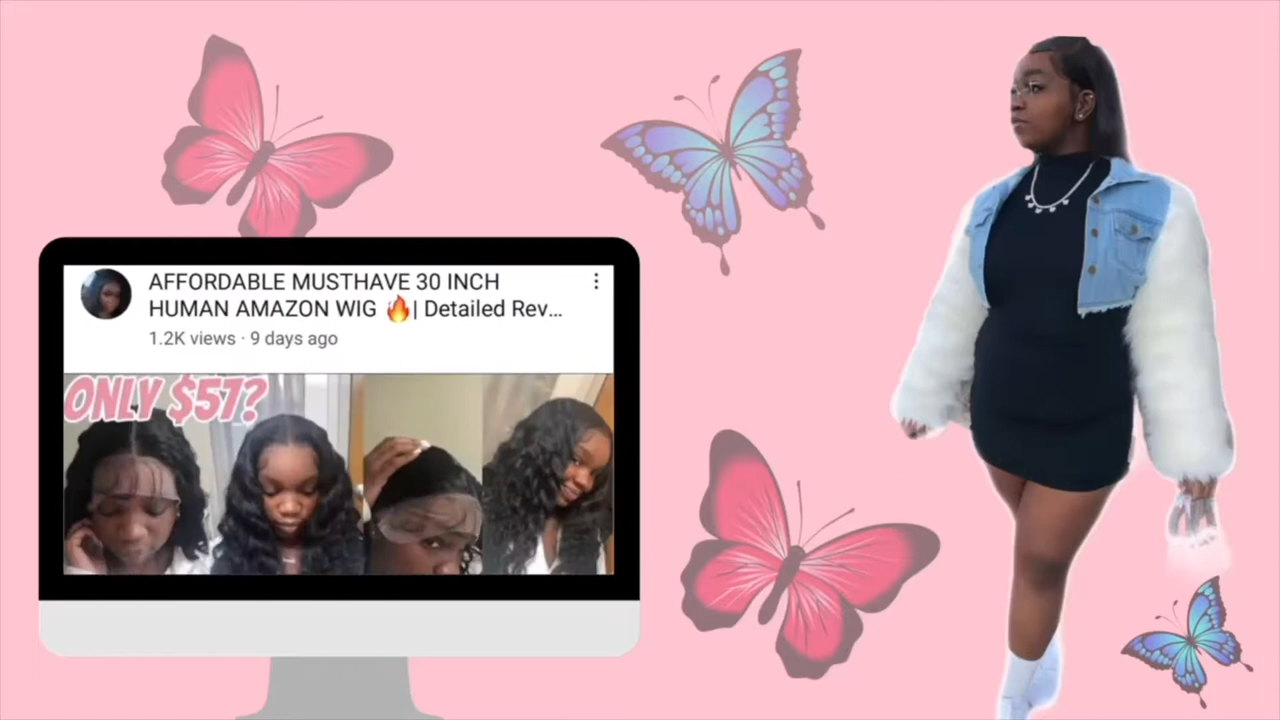 AFFORDABLE MUSTHAVE 30 INCH
HUMAN AMAZON WIG 🔥| Detailed Rev...
1.2K views · 9 days ago
ONLY $57?